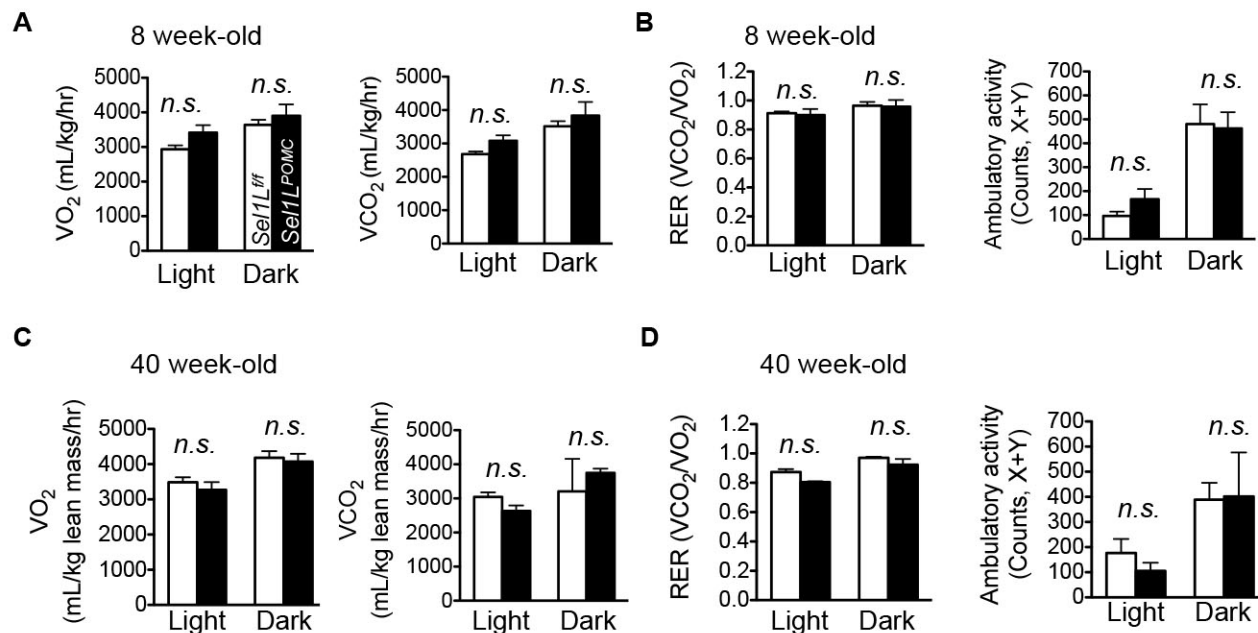 A
8 week-old
VO2 (mL/kg/hr)
5000
4000
3000
2000
1000
0
n.s.
n.s.
Sel1L^f/f
Sel1L^POMC
Light
Dark
VCO2 (mL/kg/hr)
5000
4000
3000
2000
1000
0
n.s.
n.s.
Light
Dark
B
8 week-old
RER (VCO2/VO2)
1.2
1.0
0.8
0.6
0.4
0.2
0.0
n.s.
n.s.
Light
Dark
Ambulatory activity
(Counts, X+Y)
700
600
500
400
300
200
100
0
n.s.
n.s.
Light
Dark
C
40 week-old
VO2
(mL/kg lean mass/hr)
5000
4000
3000
2000
1000
0
n.s.
n.s.
Light
Dark
VCO2
(mL/kg lean mass/hr)
5000
4000
3000
2000
1000
0
n.s.
n.s.
Light
Dark
D
40 week-old
RER (VCO2/VO2)
1.2
1.0
0.8
0.6
0.4
0.2
0.0
n.s.
n.s.
Light
Dark
Ambulatory activity
(Counts, X+Y)
700
600
500
400
300
200
100
0
n.s.
n.s.
Light
Dark